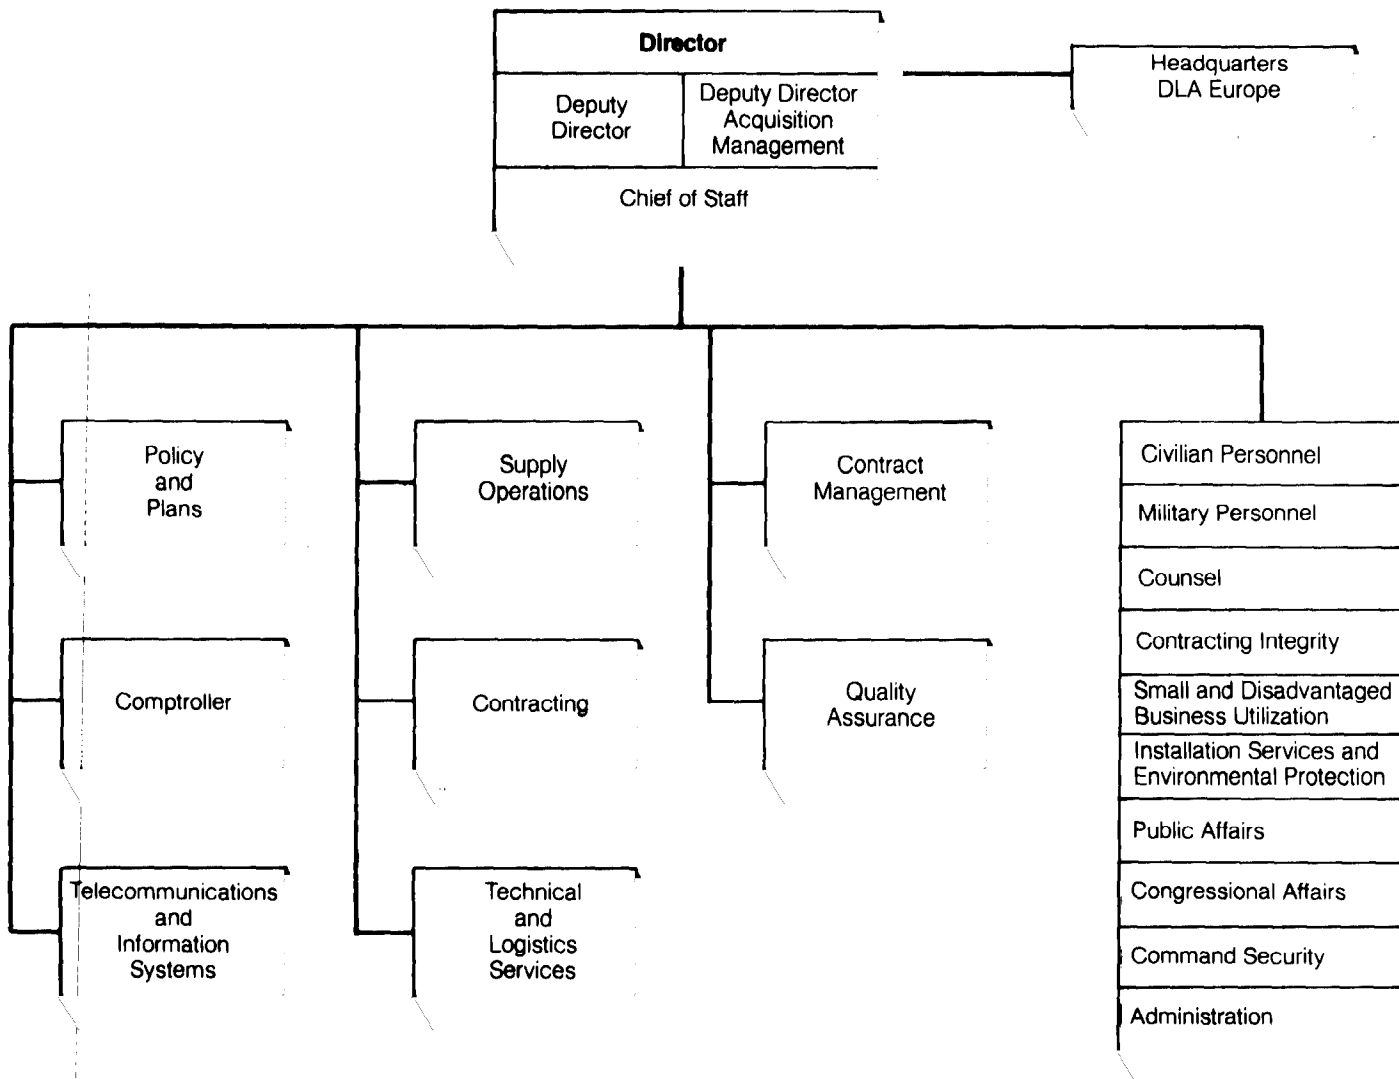 Director
Deputy
Director
Deputy Director
Acquisition
Management
Chief of Staff
Headquarters
DLA Europe
Policy
and
Plans
Comptroller
Telecommunications
and
Information
Systems
Supply
Operations
Contracting
Technical
and
Logistics
Services
Contract
Management
Quality
Assurance
Civilian Personnel
Military Personnel
Counsel
Contracting Integrity
Small and Disadvantaged
Business Utilization
Installation Services and
Environmental Protection
Public Affairs
Congressional Affairs
Command Security
Administration